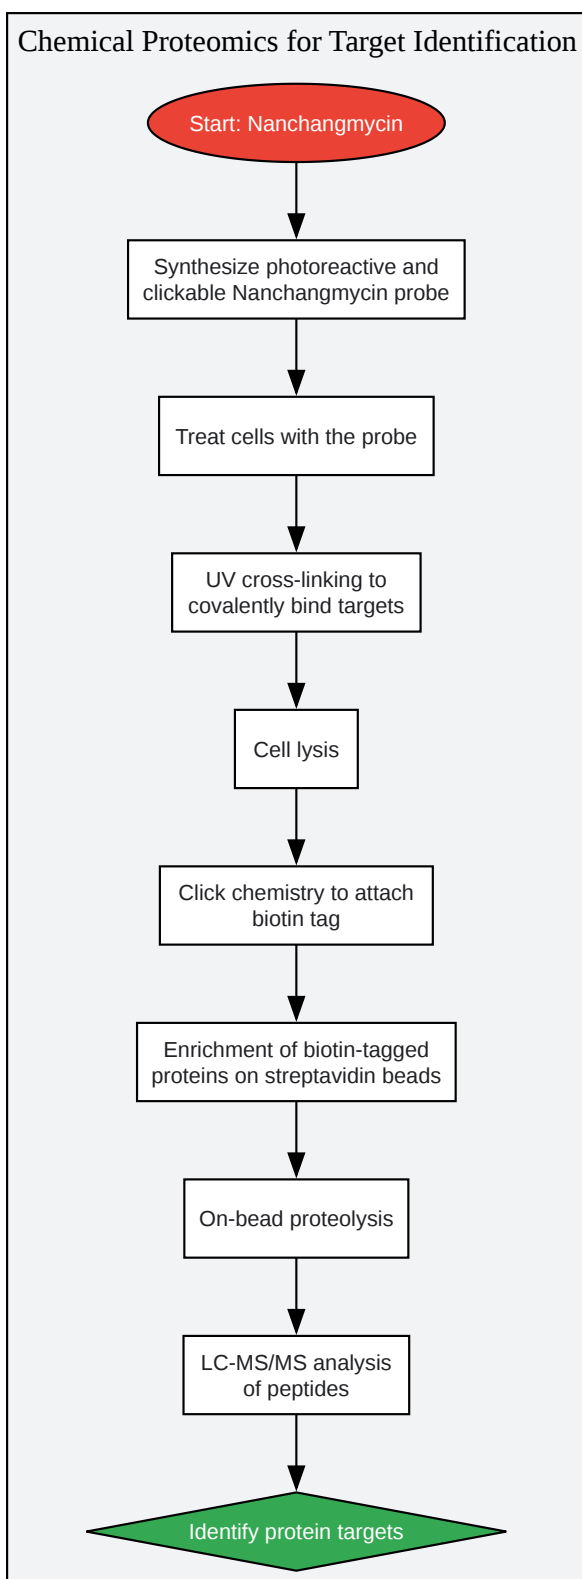 Chemical Proteomics for Target Identification
Start: Nanchangmycin
Synthesize photoreactive and
clickable Nanchangmycin probe
Treat cells with the probe
UV cross-linking to
covalently bind targets
Cell lysis
Click chemistry to attach
biotin tag
Enrichment of biotin-tagged
proteins on streptavidin beads
On-bead proteolysis
LC-MS/MS analysis
of peptides
Identify protein targets